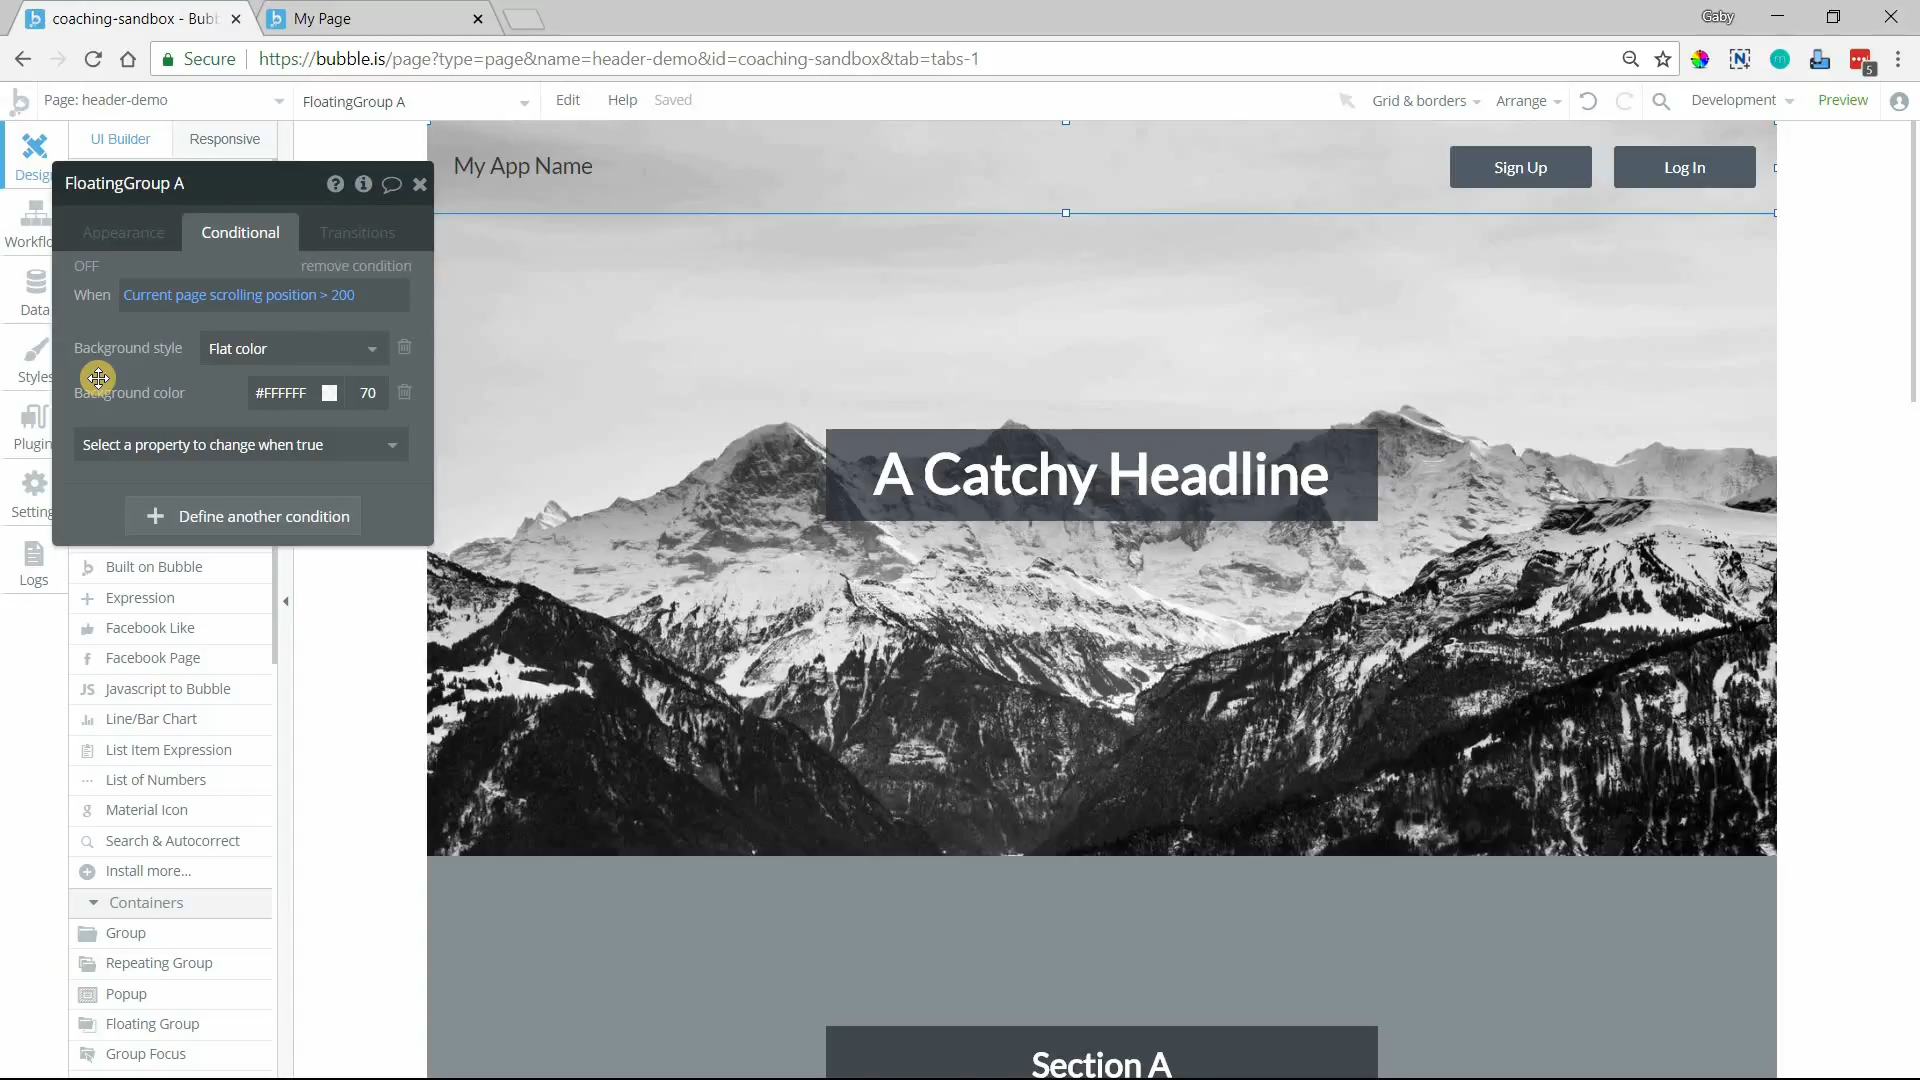 coaching-sandbox - Bubb
My Page
Gaby
Secure
https://bubble.is/page?type=page&name=header-demo&id=coaching-sandbox&tab=tabs-1
5
Page: header-demo
FloatingGroup A
Edit
Help
Saved
Grid & borders
Arrange
Development
Preview
UI Builder
Responsive
Design
Workflo
Data
Styles
Plugin
Setting
Logs
FloatingGroup A
Appearance
Conditional
Transitions
OFF
remove condition
When
Current page scrolling position > 200
Background style
Flat color
Background color
#FFFFFF
70
Select a property to change when true
Define another condition
Built on Bubble
Expression
Facebook Like
Facebook Page
JS Javascript to Bubble
Line/Bar Chart
List Item Expression
List of Numbers
Material Icon
Search & Autocorrect
Install more...
Containers
Group
Repeating Group
Popup
Floating Group
Group Focus
My App Name
Sign Up
Log In
A Catchy Headline
Section A